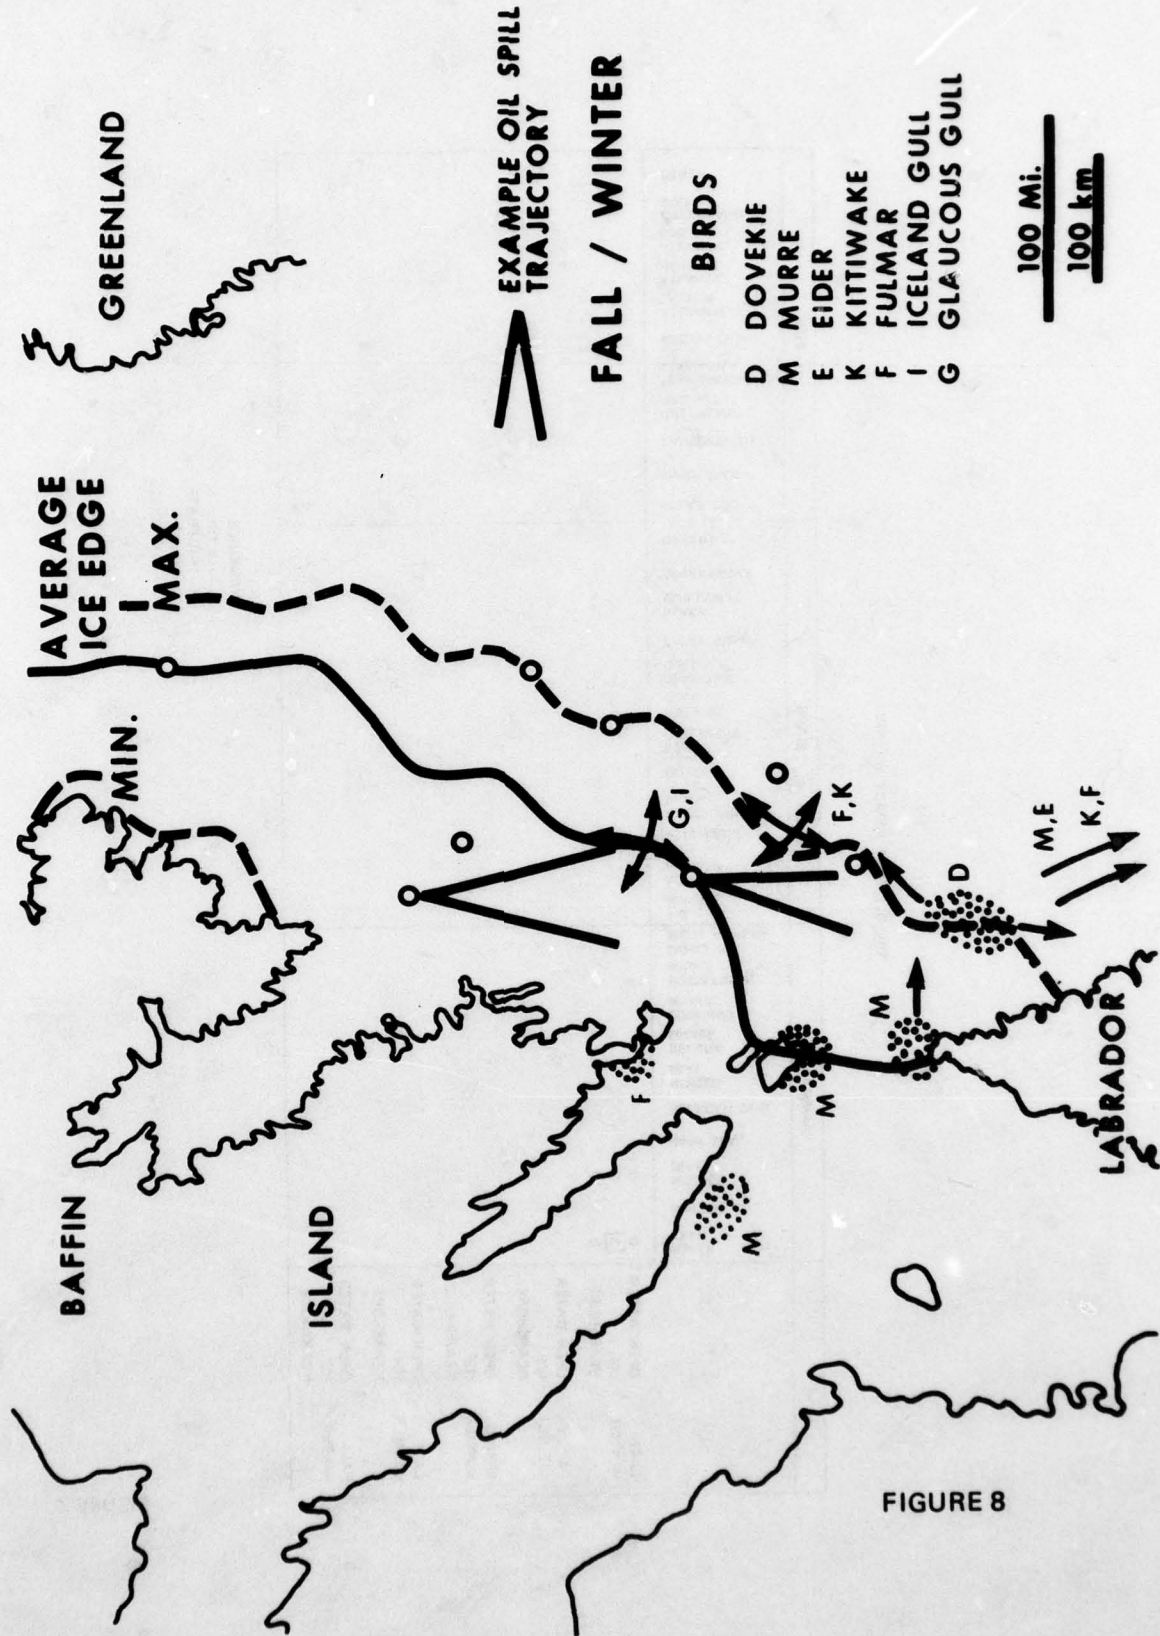 GREENLAND
AVERAGE
ICE EDGE
MAX.
MIN.
BAFFIN
ISLAND
EXAMPLE OIL SPILL
TRAJECTORY
FALL / WINTER
BIRDS
D DOVEKIE
M MURRE
E EIDER
K KITTIWAKE
F FULMAR
I ICELAND GULL
G GLAUCOUS GULL
100 Mi.
100 km
G,I
F,K
F
M
M
M
D
M,E
K,F
LABRADOR
FIGURE 8